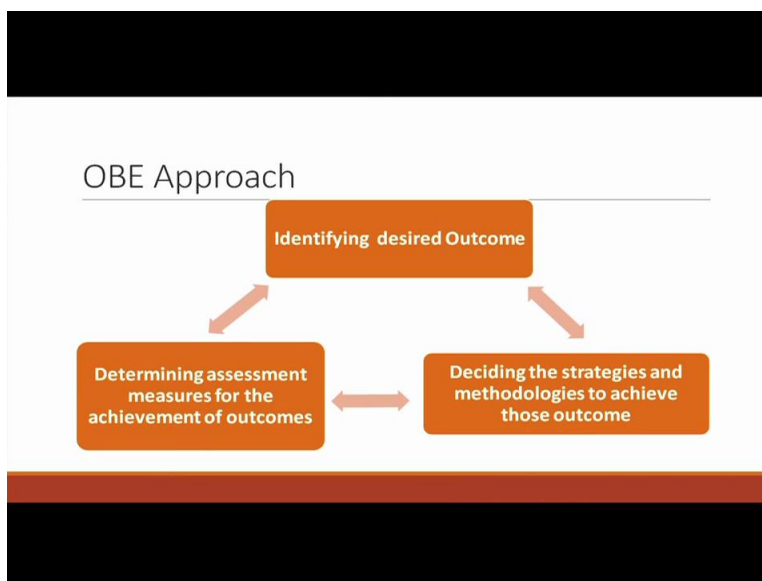 OBE Approach
Identifying desired Outcome
Determining assessment
measures for the
achievement of outcomes
Deciding the strategies and
methodologies to achieve
those outcome